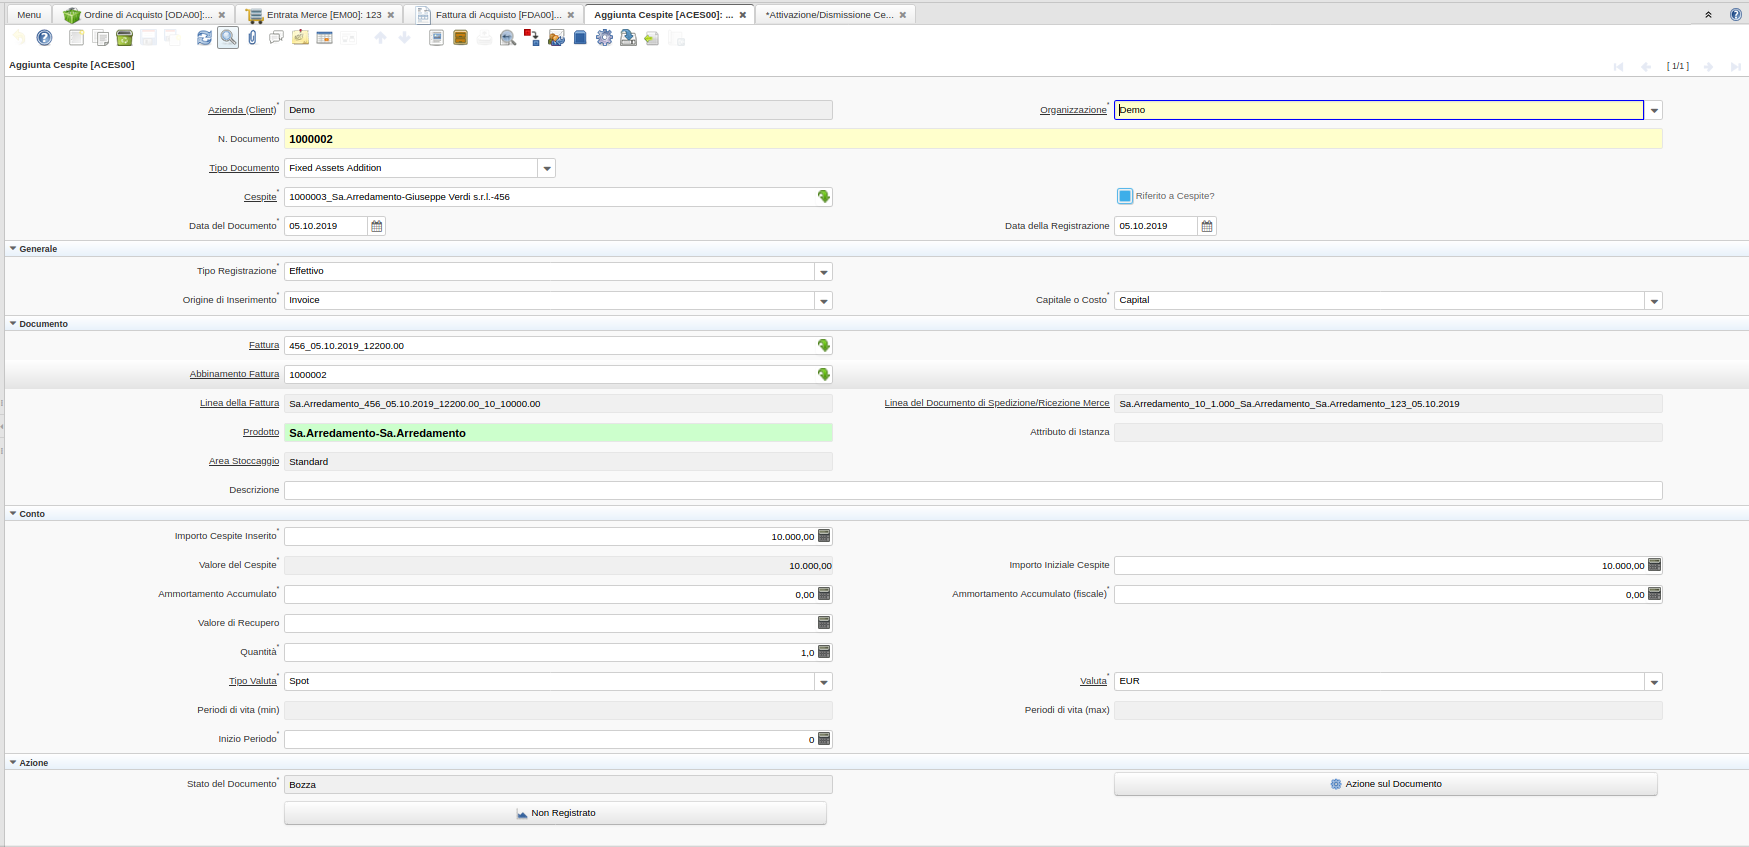 Menu Ordine di Acquisto [ODA00]:... Entrata Merce [EM00]: 123 Fattura di Acquisto [FDA00]... Aggiunta Cespite [ACES00]: ... *Attivazione/Dismissione Ce...
Aggiunta Cespite [ACES00] [ 1/1 ]
Azienda (Client)* Demo Organizzazione* Demo
N. Documento 1000002
Tipo Documento Fixed Assets Addition
Cespite* 1000003_Sa.Arredamento-Giuseppe Verdi s.r.l.-456 Riferito a Cespite?
Data del Documento* 05.10.2019 Data della Registrazione 05.10.2019
Generale
Tipo Registrazione* Effettivo
Origine di Inserimento* Invoice Capitale o Costo* Capital
Documento
Fattura 456_05.10.2019_12200.00
Abbinamento Fattura 1000002
Linea della Fattura Sa.Arredamento_456_05.10.2019_12200.00_10_10000.00 Linea del Documento di Spedizione/Ricezione Merce Sa.Arredamento_10_1.000_Sa.Arredamento_Sa.Arredamento_123_05.10.2019
Prodotto Sa.Arredamento-Sa.Arredamento Attributo di Istanza
Area Stoccaggio Standard
Descrizione
Conto
Importo Cespite Inserito* 10.000,00
Valore del Cespite* 10.000,00 Importo Iniziale Cespite 10.000,00
Ammortamento Accumulato* 0,00 Ammortamento Accumulato (fiscale)* 0,00
Valore di Recupero
Quantità* 1,0
Tipo Valuta* Spot Valuta* EUR
Periodi di vita (min) Periodi di vita (max)
Inizio Periodo* 0
Azione
Stato del Documento* Bozza Azione sul Documento
Non Registrato